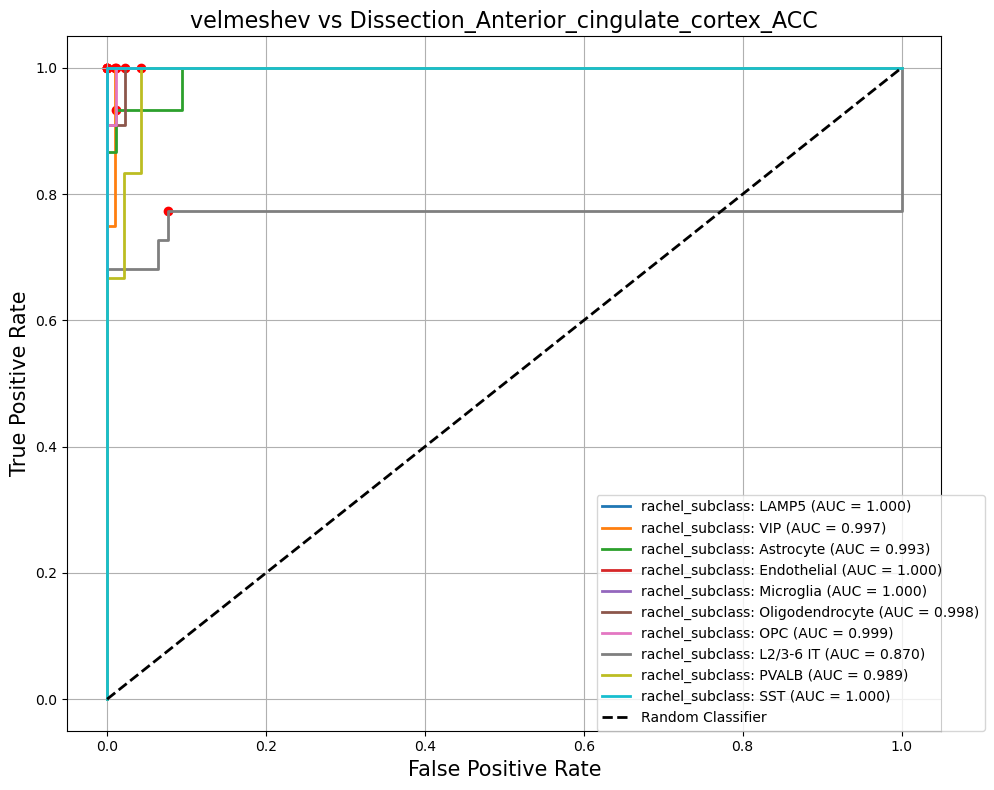 velmeshev vs Dissection_Anterior_cingulate_cortex_ACC
True Positive Rate
1.0
0.8
0.6
0.4
0.2
0.0
rachel_subclass: LAMP5 (AUC = 1.000)
rachel_subclass: VIP (AUC = 0.997)
rachel_subclass: Astrocyte (AUC = 0.993)
rachel_subclass: Endothelial (AUC = 1.000)
rachel_subclass: Microglia (AUC = 1.000)
rachel_subclass: Oligodendrocyte (AUC = 0.998)
rachel_subclass: OPC (AUC = 0.999)
rachel_subclass: L2/3-6 IT (AUC = 0.870)
rachel_subclass: PVALB (AUC = 0.989)
rachel_subclass: SST (AUC = 1.000)
Random Classifier
0.0 0.2 0.4 0.6 0.8 1.0
False Positive Rate